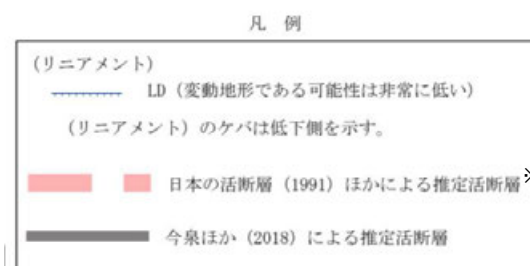 凡 例
(リニアメント)
LD (変動地形である可能性は非常に低い)
(リニアメント) のケバは低下側を示す。
日本の活断層 (1991) ほかによる推定活断層※
今泉ほか (2018) による推定活断層